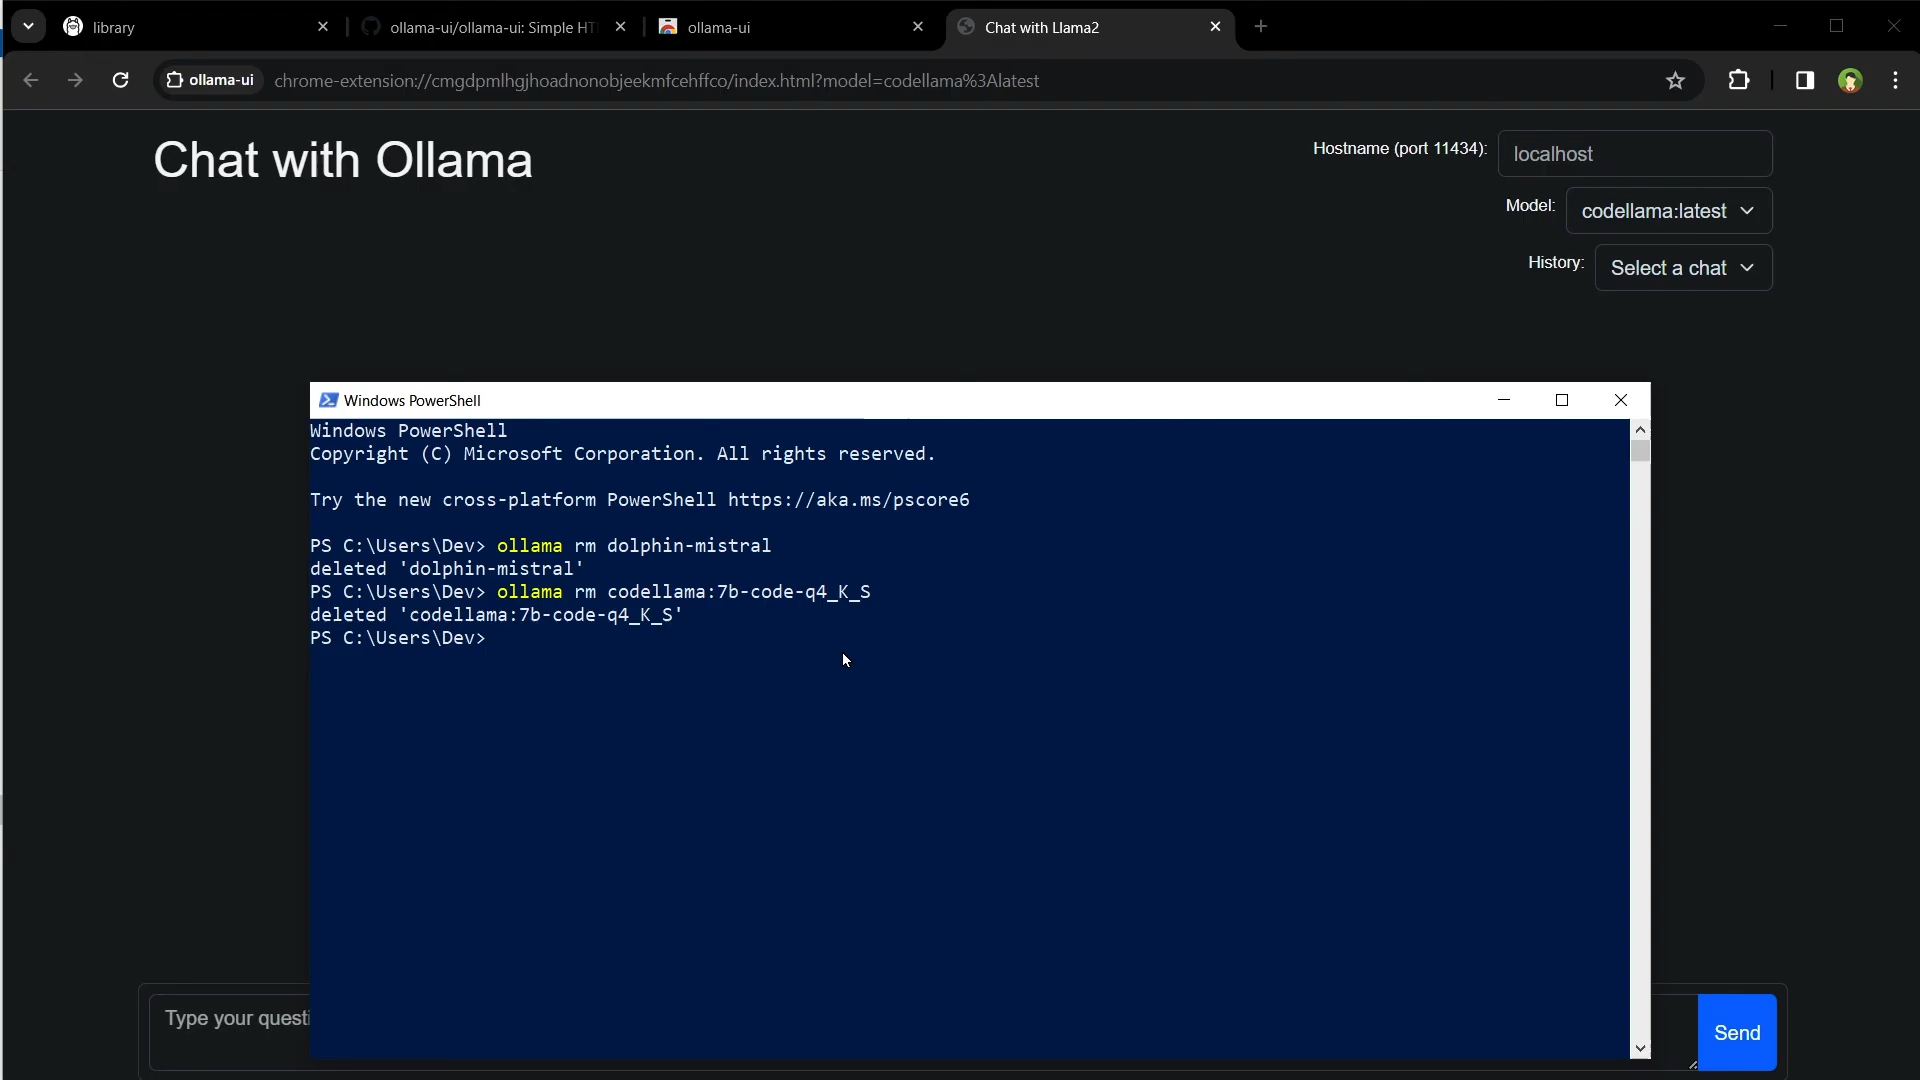 library
ollama-ui/ollama-ui: Simple HT
ollama-ui
Chat with Llama2
ollama-ui
chrome-extension://cmgdpmlhgjhoadnonobjeekmfcehffco/index.html?model=codellama%3Alatest
Chat with Ollama
Hostname (port 11434):
localhost
Model:
codellama:latest
History:
Select a chat
Windows PowerShell
Windows PowerShell
Copyright (C) Microsoft Corporation. All rights reserved.
Try the new cross-platform PowerShell https://aka.ms/pscore6
PS C:\Users\Dev> ollama rm dolphin-mistral
deleted 'dolphin-mistral'
PS C:\Users\Dev> ollama rm codellama:7b-code-q4_K_S
deleted 'codellama:7b-code-q4_K_S'
PS C:\Users\Dev>
Type your questi
Send